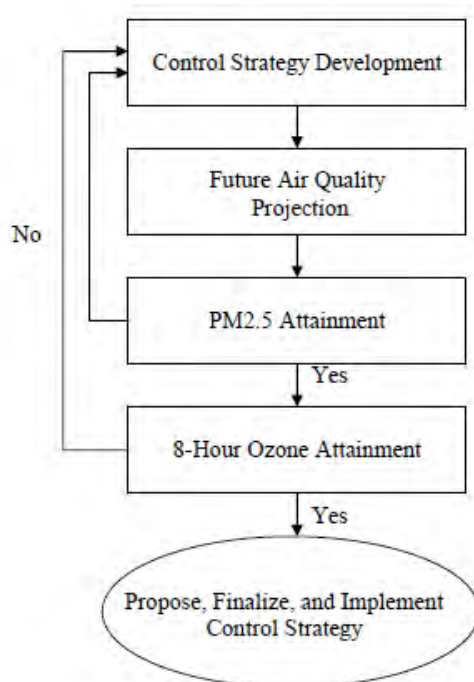 Control Strategy Development
Future Air Quality
Projection
No
PM2.5 Attainment
Yes
8-Hour Ozone Attainment
Yes
Propose, Finalize, and Implement
Control Strategy